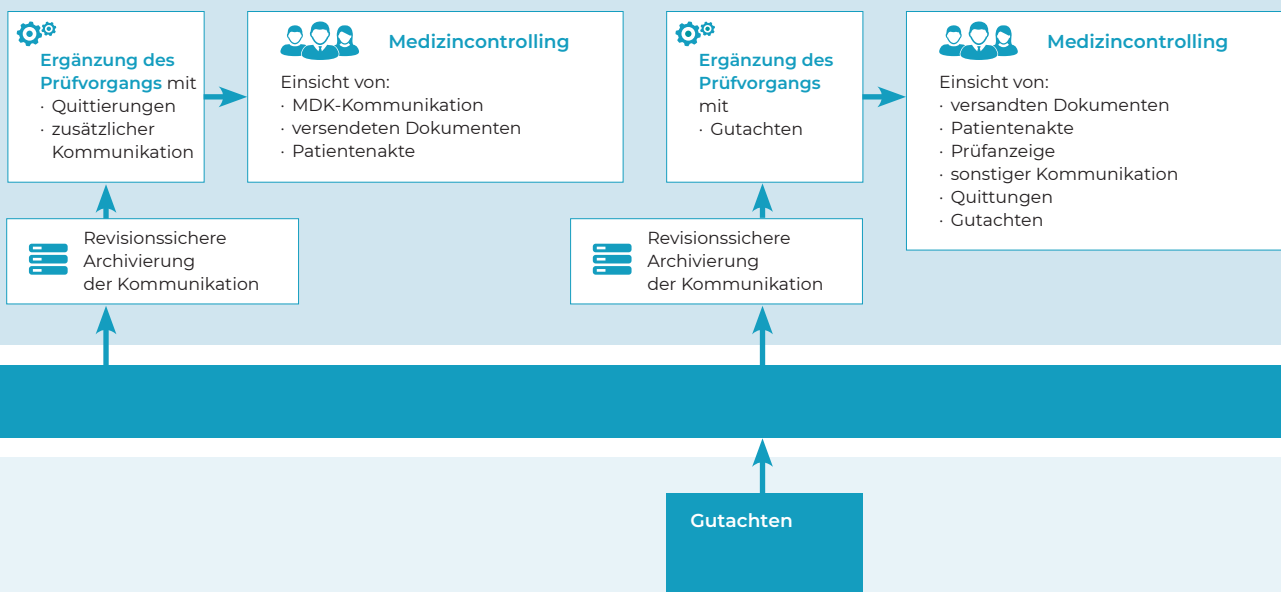 Ergänzung des
Prüfvorgangs mit
· Quittierungen
· zusätzlicher
Kommunikation
Medizincontrolling
Einsicht von:
· MDK-Kommunikation
· versendeten Dokumenten
· Patientenakte
Revisionssichere
Archivierung
der Kommunikation
Ergänzung des
Prüfvorgangs
mit
· Gutachten
Medizincontrolling
Einsicht von:
· versandten Dokumenten
· Patientenakte
· Prüfanzeige
· sonstiger Kommunikation
· Quittungen
· Gutachten
Revisionssichere
Archivierung
der Kommunikation
Gutachten